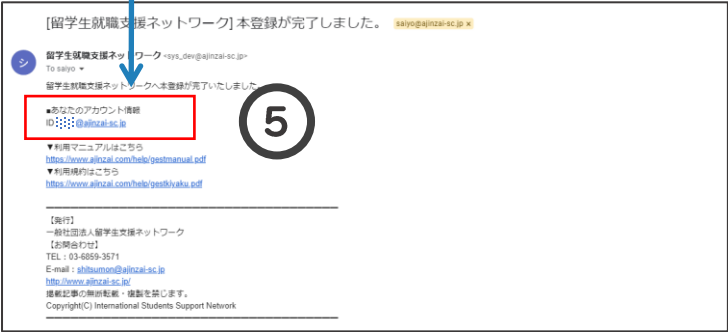 [留学生就職支援ネットワーク] 本登録が完了しました。 saiyo@ajinzai-sc.jp ×
シ 留学生就職支援ネットワーク <sys_dev@ajinzai-sc.jp>
To saiyo ▼
留学生就職支援ネットワークへ本登録が完了いたしました。
■あなたのアカウント情報
ID @ajinzai-sc.jp
⑤
▼利用マニュアルはこちら
https://www.ajinzai.com/help/gestmanual.pdf
▼利用規約はこちら
https://www.ajinzai.com/help/gestkiyaku.pdf
【発行】
一般社団法人留学生支援ネットワーク
【お問合わせ】
TEL：03-6859-3571
E-mail：shitsumon@ajinzai-sc.jp
http://www.ajinzai-sc.jp/
掲載記事の無断転載・複製を禁じます。
Copyright(C) International Students Support Network